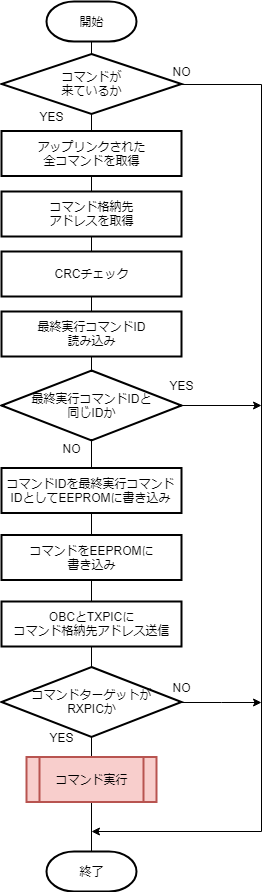 開始
コマンドが
来ているか
NO
YES
アップリンクされた
全コマンドを取得
コマンド格納先
アドレスを取得
CRCチェック
最終実行コマンドID
読み込み
最終実行コマンドIDと
同じIDか
YES
NO
コマンドIDを最終実行コマンド
IDとしてEEPROMに書き込み
コマンドをEEPROMに
書き込み
OBCとTXPICに
コマンド格納先アドレス送信
コマンドターゲットが
RXPICか
NO
YES
コマンド実行
終了